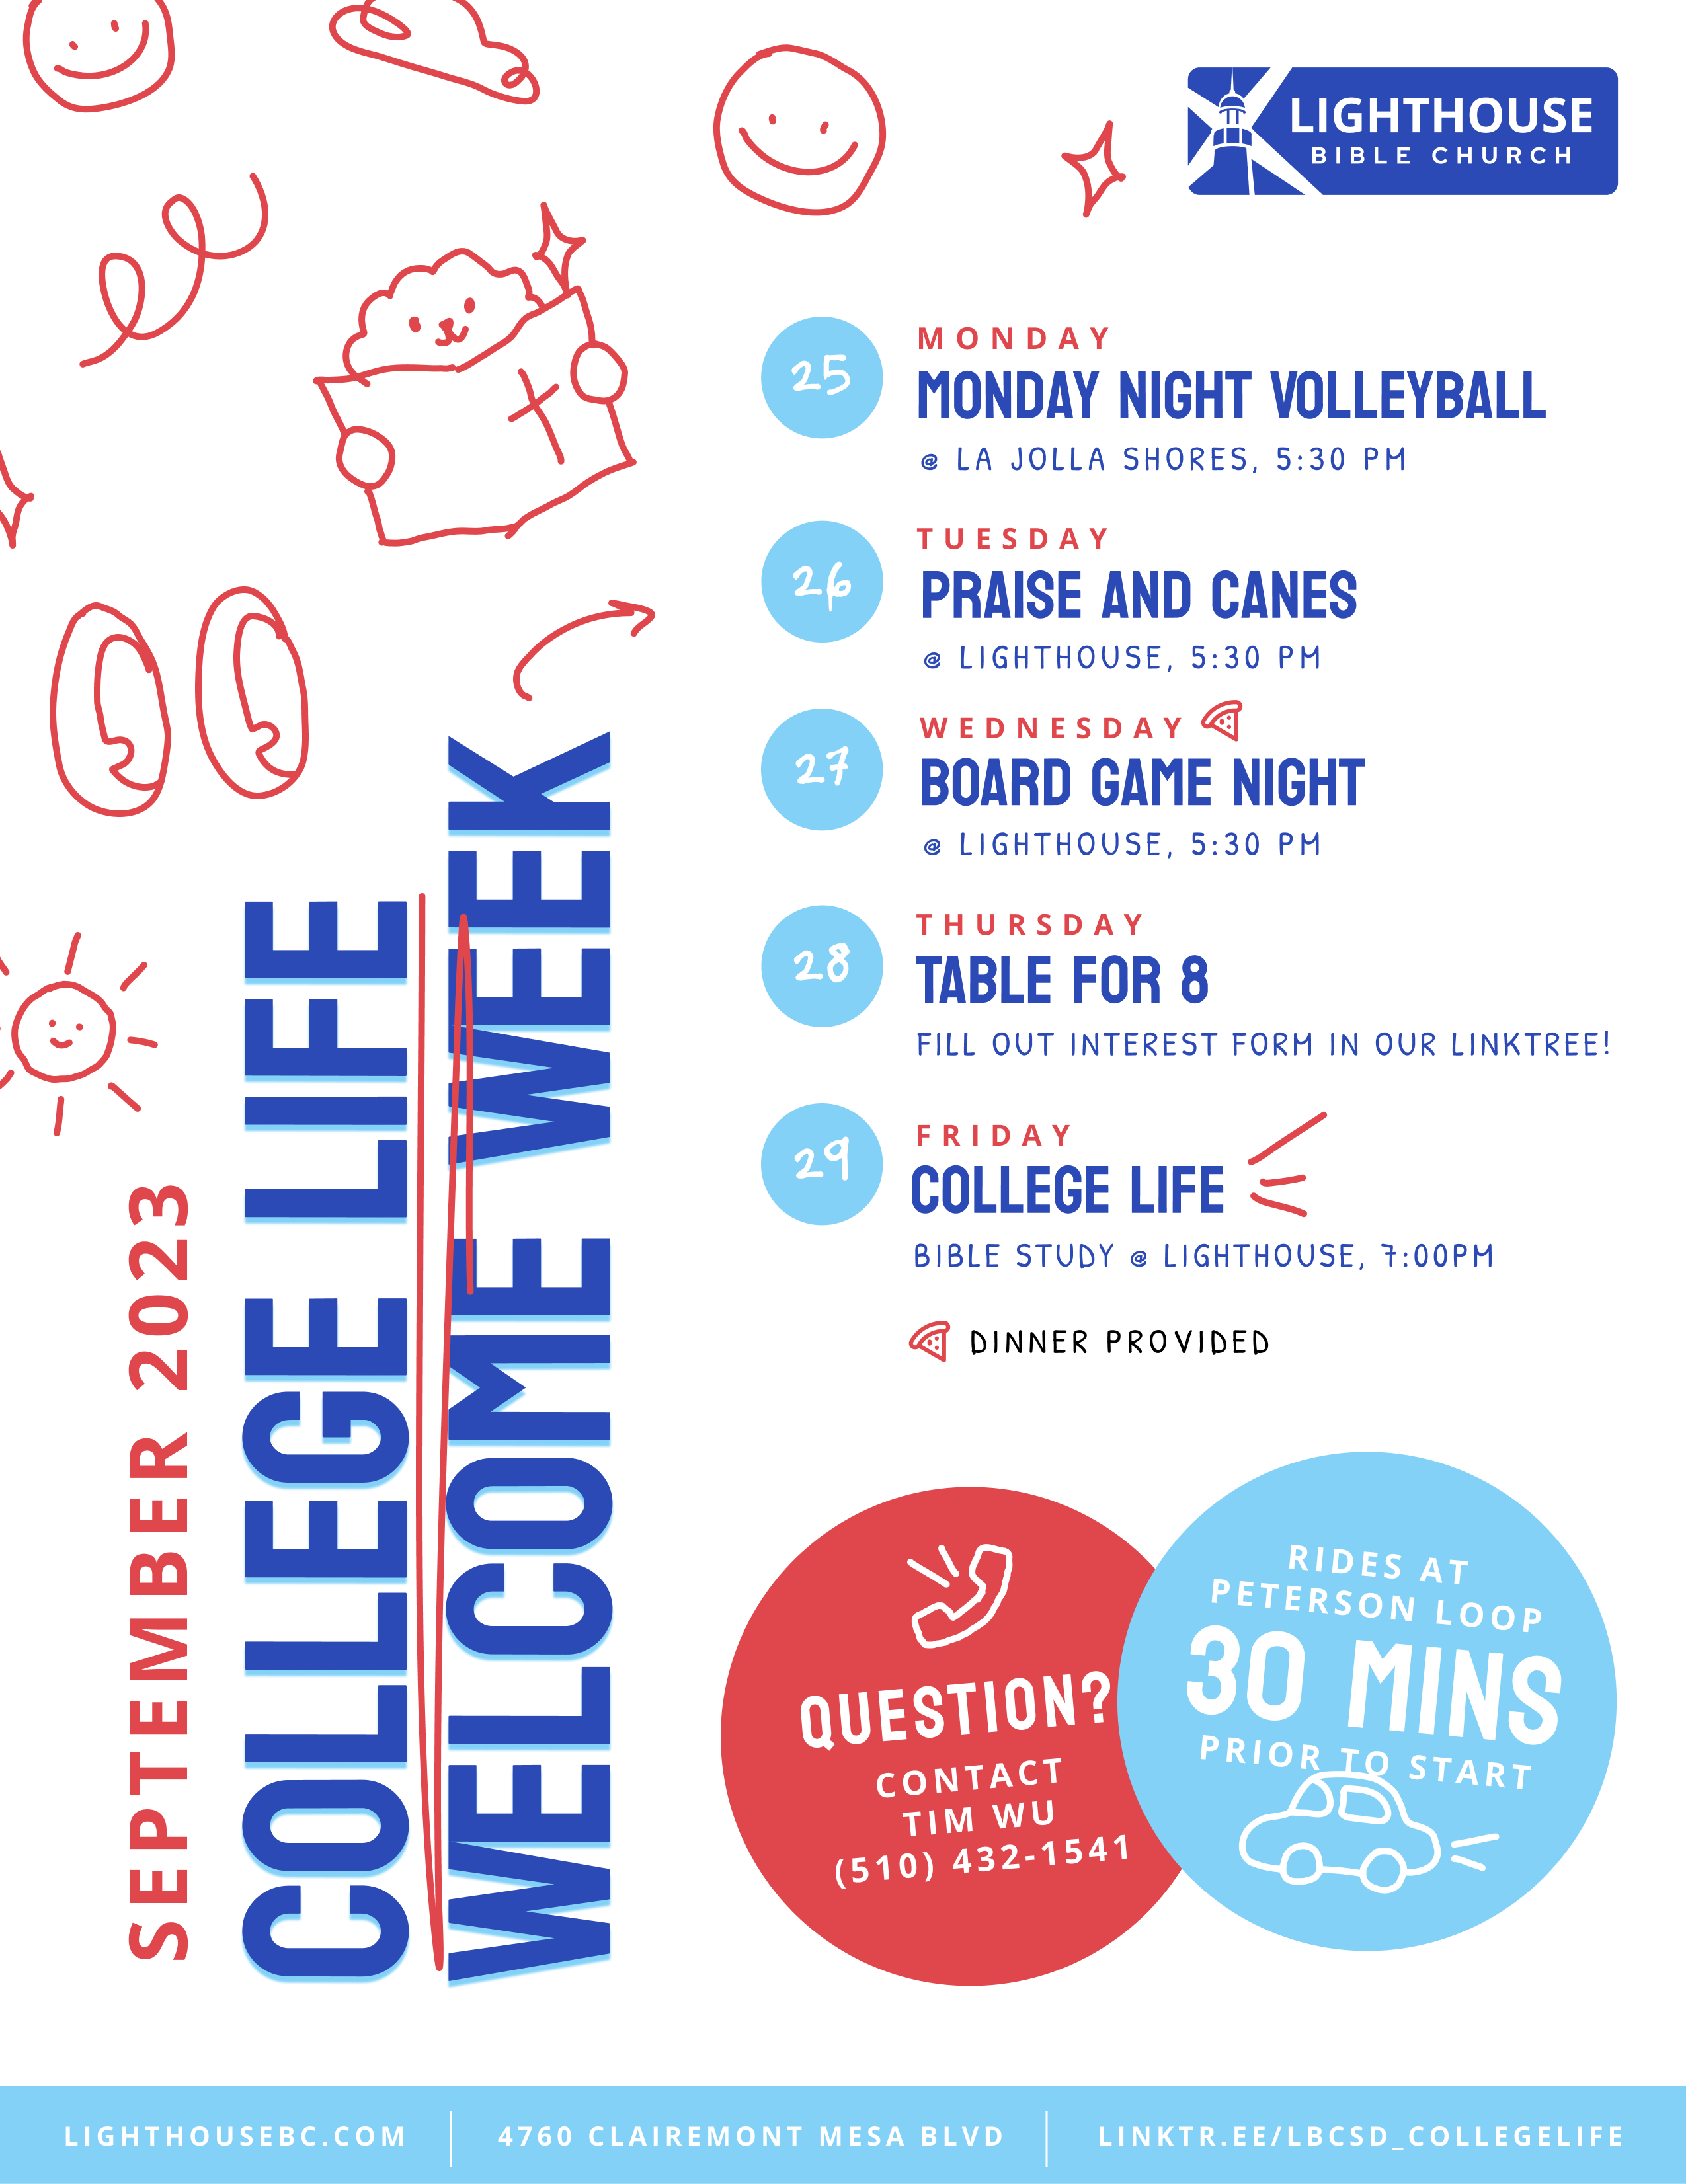 LIGHTHOUSE
BIBLE CHURCH
SEPTEMBER 2023
COLLEGE LIFE
WELCOME WEEK
25
MONDAY
MONDAY NIGHT VOLLEYBALL
@ LA JOLLA SHORES, 5:30 PM
26
TUESDAY
PRAISE AND CANES
@ LIGHTHOUSE, 5:30 PM
27
WEDNESDAY
BOARD GAME NIGHT
@ LIGHTHOUSE, 5:30 PM
28
THURSDAY
TABLE FOR 8
FILL OUT INTEREST FORM IN OUR LINKTREE!
29
FRIDAY
COLLEGE LIFE
BIBLE STUDY @ LIGHTHOUSE, 7:00PM
DINNER PROVIDED
QUESTION?
CONTACT
TIM WU
(510) 432-1541
RIDES AT
PETERSON LOOP
30 MINS
PRIOR TO START
LIGHTHOUSEBC.COM
4760 CLAIREMONT MESA BLVD
LINKTR.EE/LBCSD_COLLEGELIFE